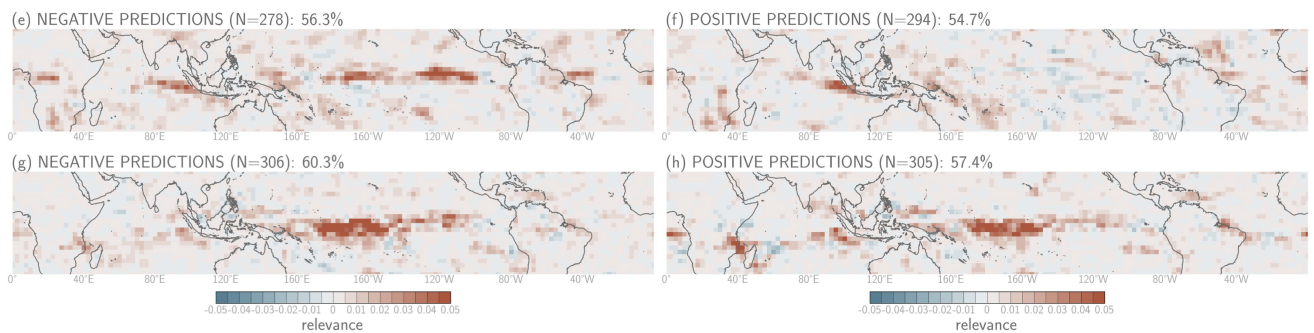 (e) NEGATIVE PREDICTIONS (N=278): 56.3%
(f) POSITIVE PREDICTIONS (N=294): 54.7%
0° 40°E 80°E 120°E 160°E 160°W 120°W 80°W 40°W
0° 40°E 80°E 120°E 160°E 160°W 120°W 80°W 40°W
(g) NEGATIVE PREDICTIONS (N=306): 60.3%
(h) POSITIVE PREDICTIONS (N=305): 57.4%
0° 40°E 80°E 120°E 160°E 160°W 120°W 80°W 40°W
0° 40°E 80°E 120°E 160°E 160°W 120°W 80°W 40°W
-0.05 -0.04 -0.03 -0.02 -0.01 0 0.01 0.02 0.03 0.04 0.05
-0.05 -0.04 -0.03 -0.02 -0.01 0 0.01 0.02 0.03 0.04 0.05
relevance
relevance